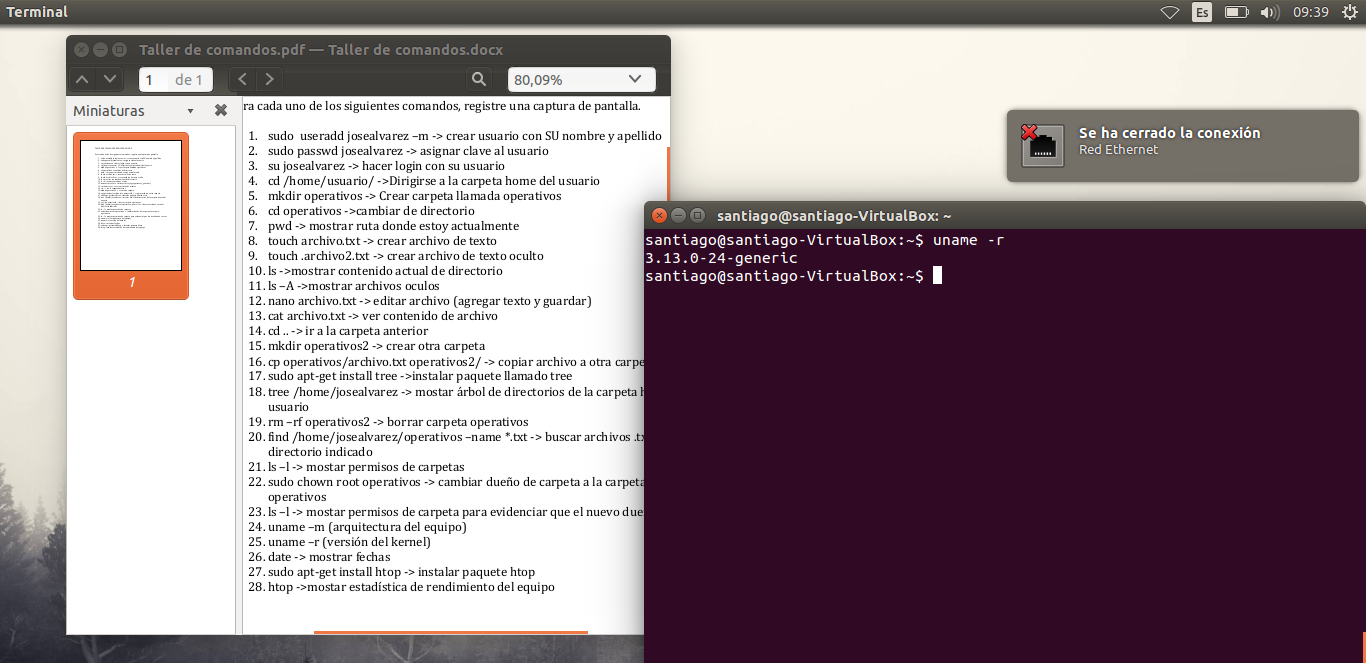 Terminal
Es
09:39
Taller de comandos.pdf — Taller de comandos.docx
1 de 1
80,09%
Miniaturas
1
ra cada uno de los siguientes comandos, registre una captura de pantalla.
1. sudo useradd josealvarez –m -> crear usuario con SU nombre y apellido
2. sudo passwd josealvarez -> asignar clave al usuario
3. su josealvarez -> hacer login con su usuario
4. cd /home/usuario/ ->Dirigirse a la carpeta home del usuario
5. mkdir operativos -> Crear carpeta llamada operativos
6. cd operativos ->cambiar de directorio
7. pwd -> mostrar ruta donde estoy actualmente
8. touch archivo.txt -> crear archivo de texto
9. touch .archivo2.txt -> crear archivo de texto oculto
10. ls ->mostrar contenido actual de directorio
11. ls –A ->mostrar archivos oculos
12. nano archivo.txt -> editar archivo (agregar texto y guardar)
13. cat archivo.txt -> ver contenido de archivo
14. cd .. -> ir a la carpeta anterior
15. mkdir operativos2 -> crear otra carpeta
16. cp operativos/archivo.txt operativos2/ -> copiar archivo a otra carpe
17. sudo apt-get install tree ->instalar paquete llamado tree
18. tree /home/josealvarez -> mostar árbol de directorios de la carpeta h
usuario
19. rm –rf operativos2 -> borrar carpeta operativos
20. find /home/josealvarez/operativos –name *.txt -> buscar archivos .tx
directorio indicado
21. ls –l -> mostar permisos de carpetas
22. sudo chown root operativos -> cambiar dueño de carpeta a la carpeta
operativos
23. ls –l -> mostar permisos de carpeta para evidenciar que el nuevo due
24. uname –m (arquitectura del equipo)
25. uname –r (versión del kernel)
26. date -> mostrar fechas
27. sudo apt-get install htop -> instalar paquete htop
28. htop ->mostar estadística de rendimiento del equipo
Se ha cerrado la conexión
Red Ethernet
santiago@santiago-VirtualBox: ~
santiago@santiago-VirtualBox:~$ uname -r
3.13.0-24-generic
santiago@santiago-VirtualBox:~$